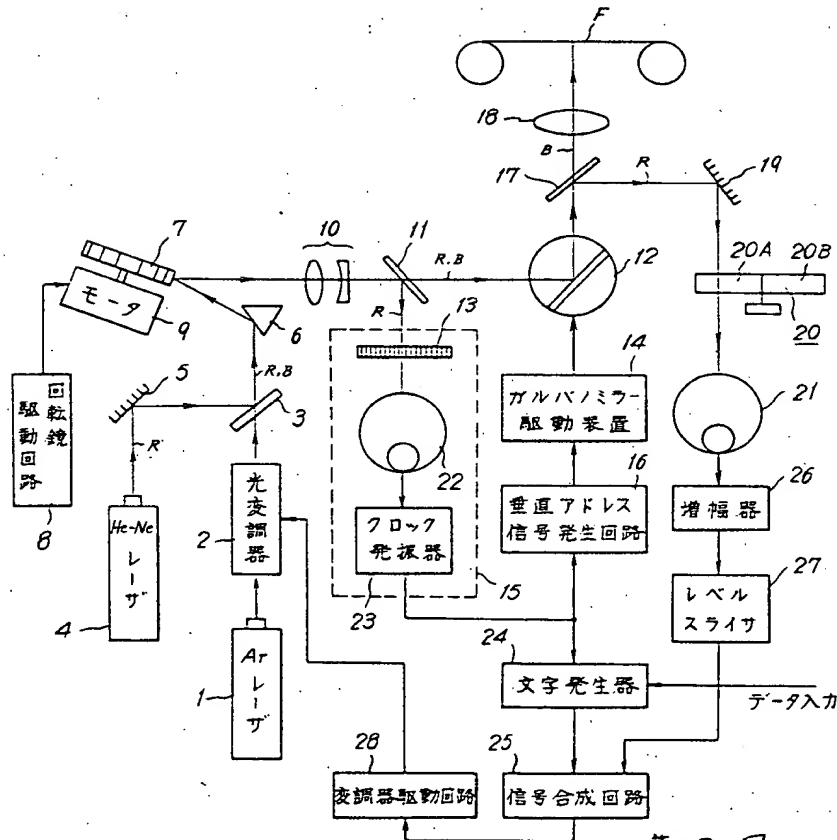 F
18
B
17
R
19
7
10
11
R.B
12
20A
20B
20
モータ
9
6
R
13
5
R.B
3
14
ガルバノミラー
駆動装置
21
回転鏡
駆動回路
8
R
He-Ne
レーザ
4
2
光変調器
22
16
垂直アドレス
信号発生回路
26
増幅器
クロック
発振器
23
15
27
レベル
スライサ
1
Ar
レーザ
24
文字発生器
データ入力
28
変調器駆動回路
25
信号合成回路